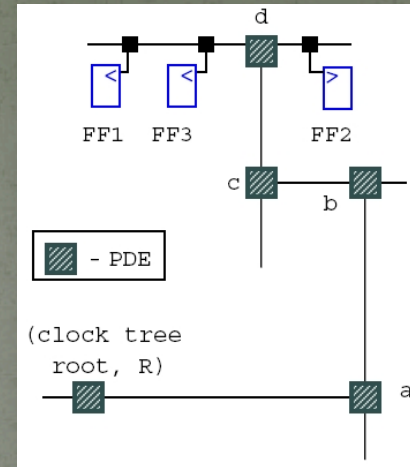 d
FF1 FF3 FF2
c
b
- PDE
(clock tree
root, R)
a